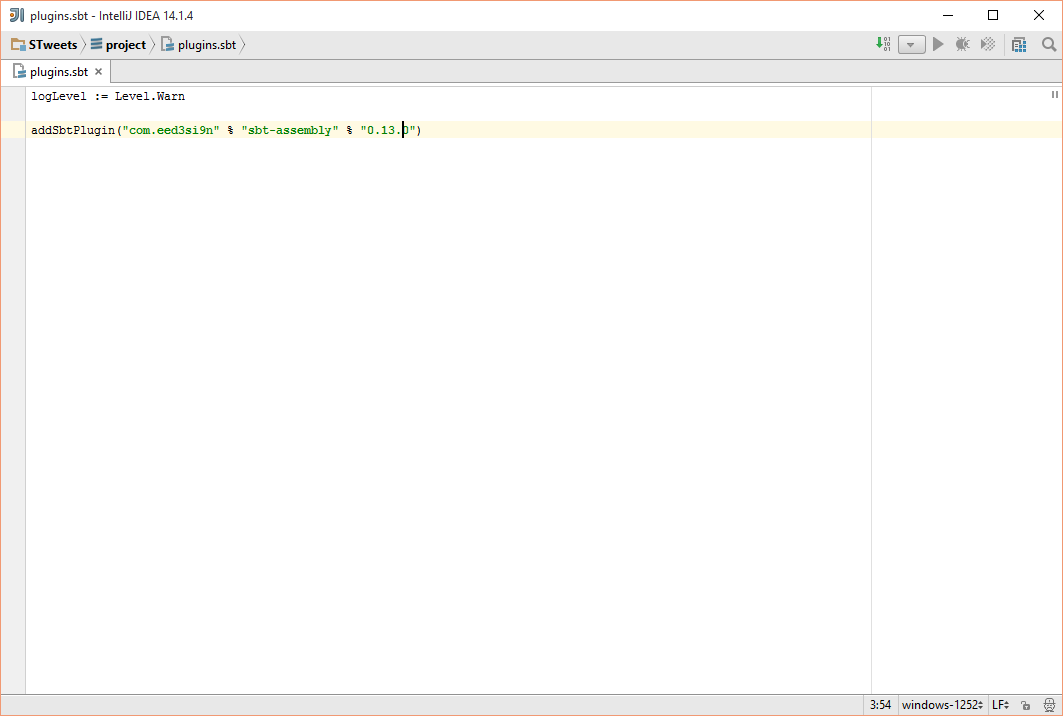 plugins.sbt - IntelliJ IDEA 14.1.4
STweets project plugins.sbt
plugins.sbt
logLevel := Level.Warn
addSbtPlugin("com.eed3si9n" % "sbt-assembly" % "0.13.0")
3:54 windows-1252 LF